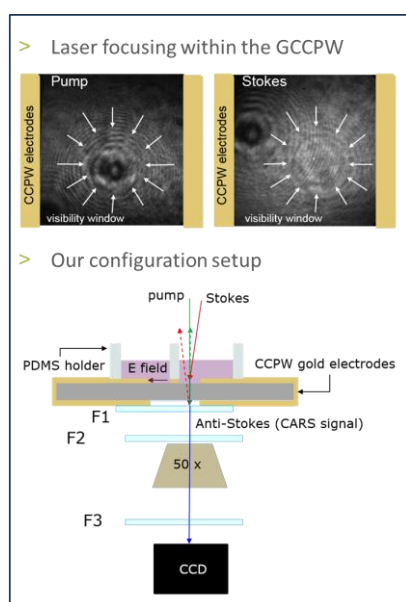 > Laser focusing within the GCCPW
Pump
Stokes
CCPW electrodes
CCPW electrodes
visibility window
visibility window
> Our configuration setup
pump
Stokes
PDMS holder
E field
CCPW gold electrodes
F1
Anti-Stokes (CARS signal)
F2
50 x
F3
CCD